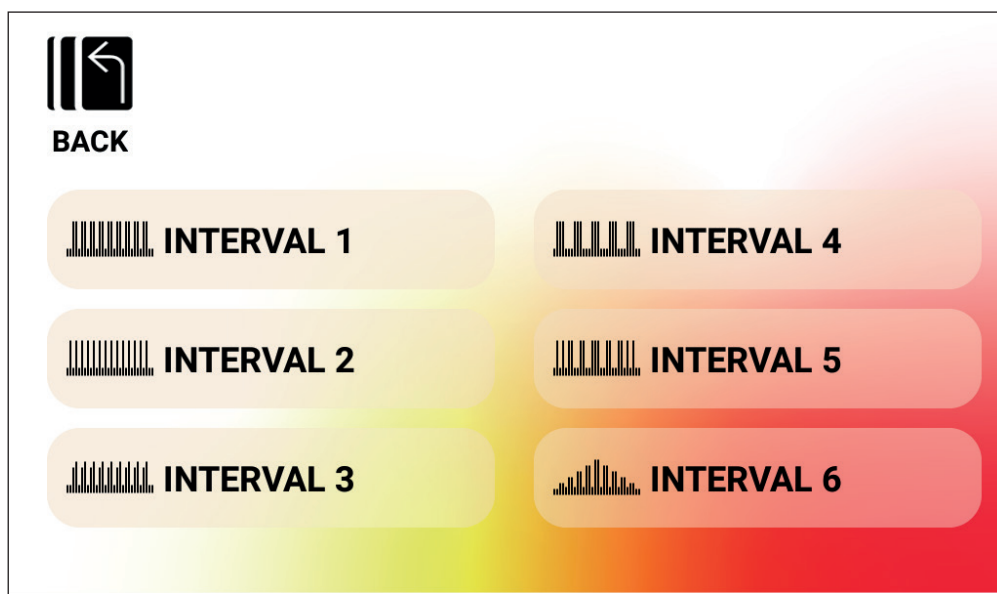 BACK
INTERVAL 1
INTERVAL 2
INTERVAL 3
INTERVAL 4
INTERVAL 5
INTERVAL 6